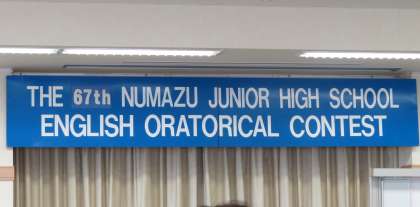 THE 67th NUMAZU JUNIOR HIGH SCHOOL
ENGLISH ORATORICAL CONTEST